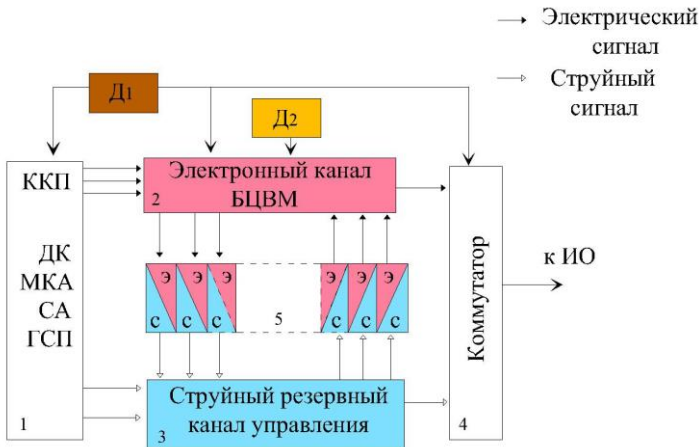 Электрический
сигнал
Струйный
сигнал
Д1
Д2
ККП
ДК
МКА
СА
ГСП
1
Электронный канал
БЦВМ
2
Э Э Э Э Э Э
С С С С С С
5
Струйный резервный
канал управления
3
Коммутатор
4
к ИО